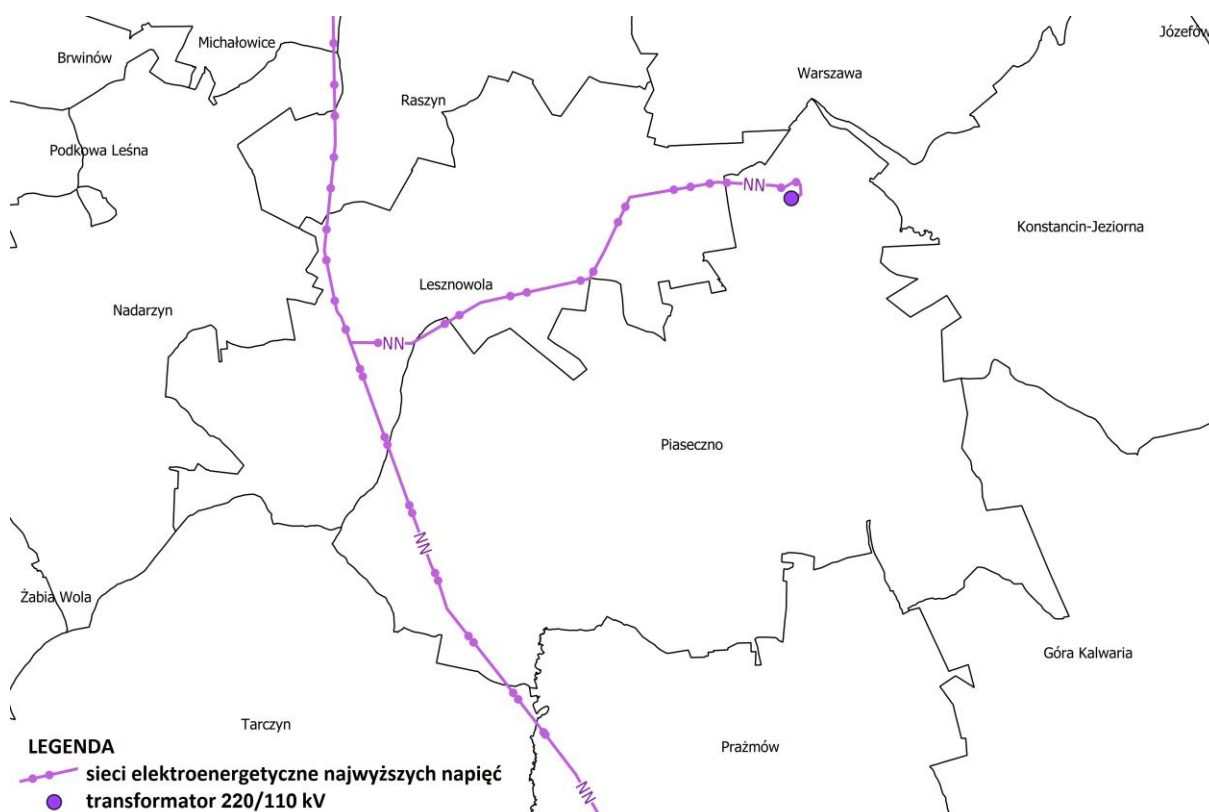 Michałowice
Józefów
Brwinów
Warszawa
Raszyn
Podkowa Leśna
NN
Konstancin-Jeziorna
Lesznowola
Nadarzyn
NN
Piaseczno
NN
Żabia Wola
Góra Kalwaria
Tarczyn
Prażmów
LEGENDA
sieci elektroenergetyczne najwyższych napięć
NN
transformator 220/110 kV